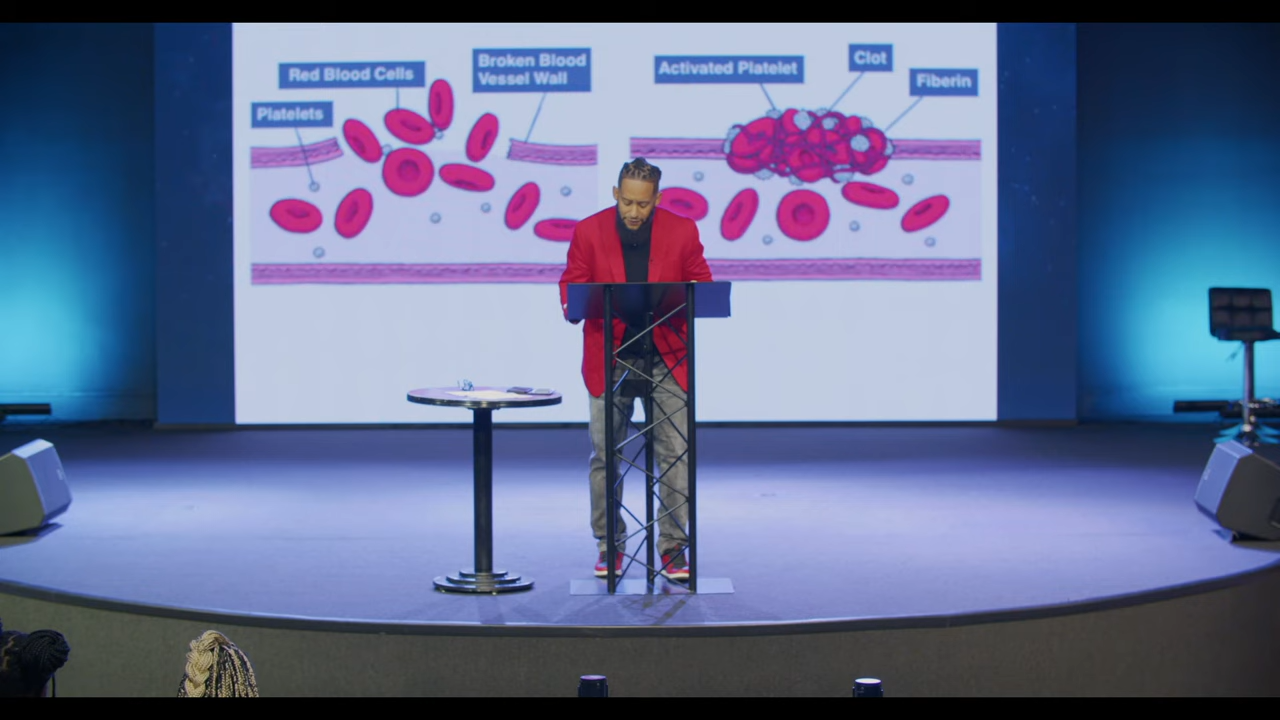 Red Blood Cells
Broken Blood
Vessel Wall
Platelets
Activated Platelet
Clot
Fiberin